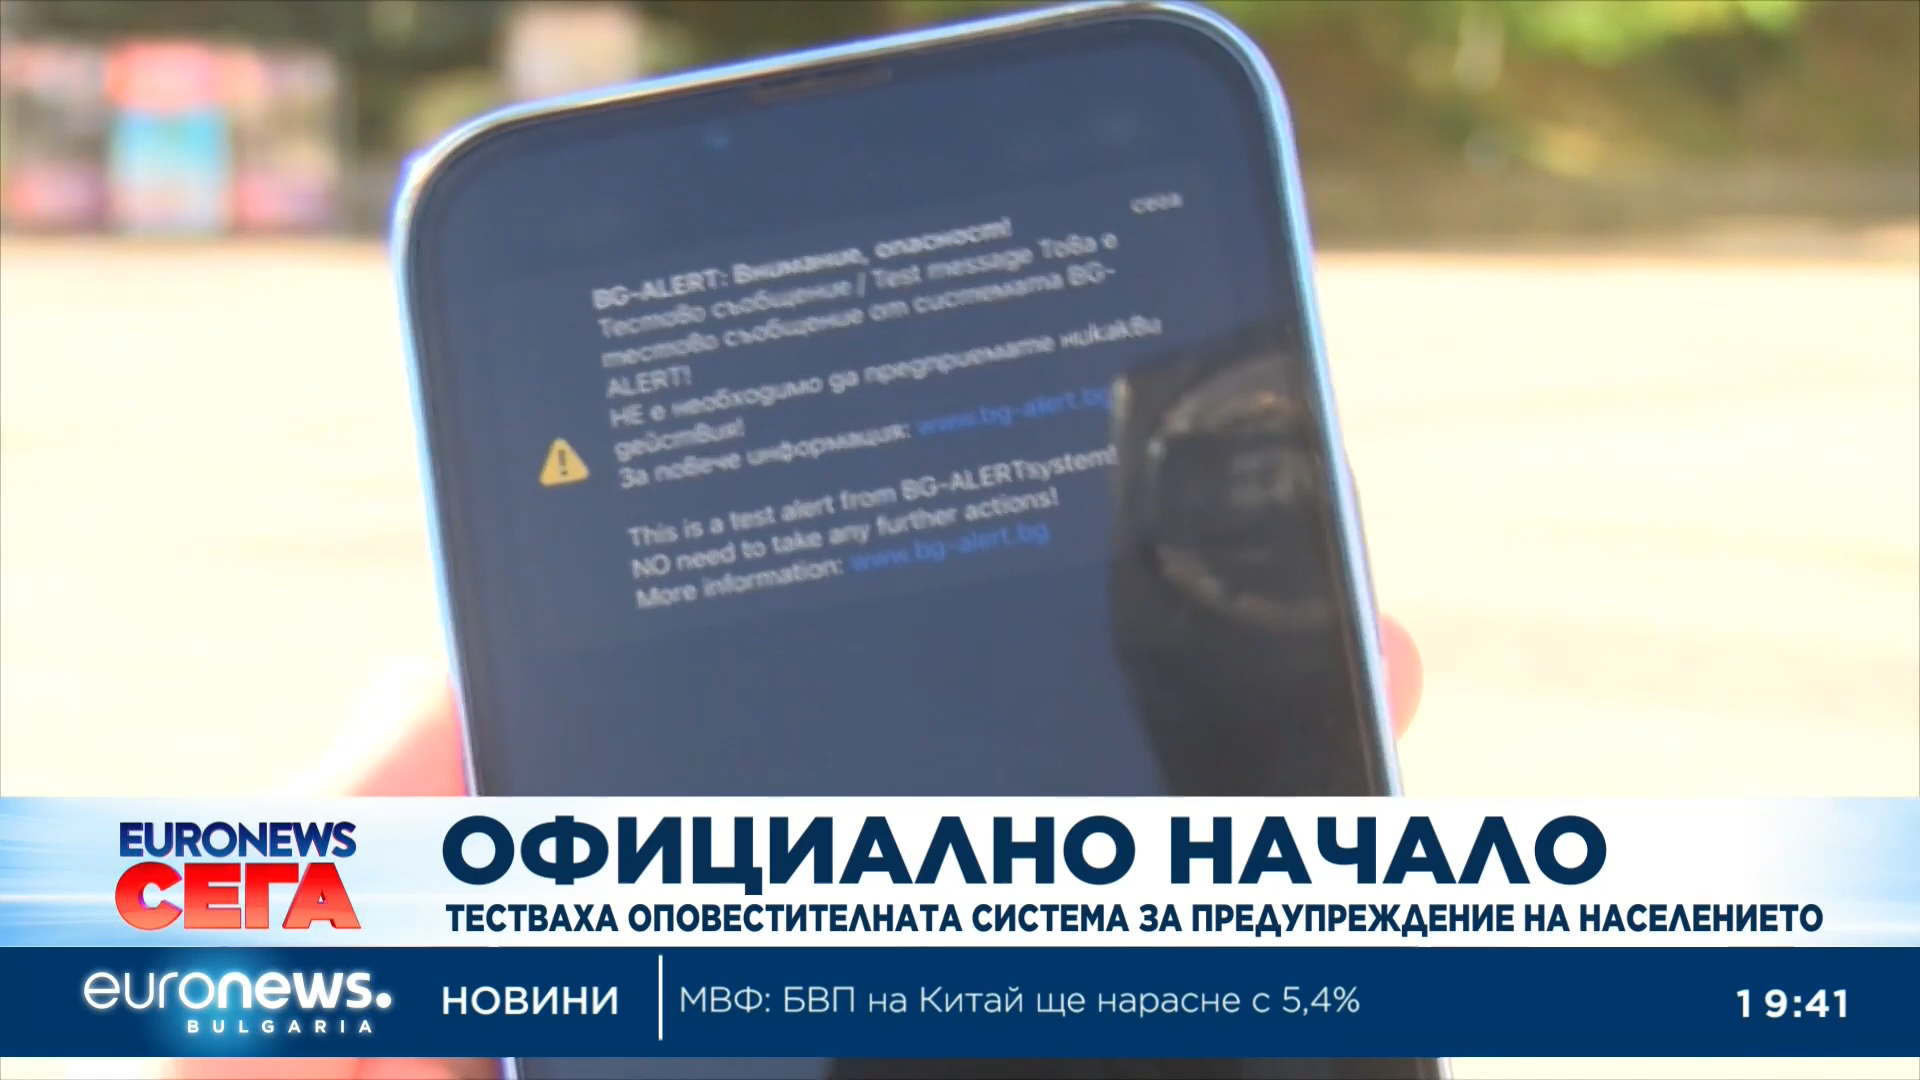 сега
BG-ALERT: Внимание, опасност!
Тестово съобщение / Test message Това е
тестово съобщение от системата BG-
ALERT!
НЕ е необходимо да предприемате никакви
действия!
За повече информация: www.bg-alert.bg
This is a test alert from BG-ALERTsystem!
NO need to take any further actions!
More information: www.bg-alert.bg
EURONEWS
СЕГА
ОФИЦИАЛНО НАЧАЛО
ТЕСТВАХА ОПОВЕСТИТЕЛНАТА СИСТЕМА ЗА ПРЕДУПРЕЖДЕНИЕ НА НАСЕЛЕНИЕТО
euronews.
BULGARIA
НОВИНИ
МВФ: БВП на Китай ще нарасне с 5,4%
19:41